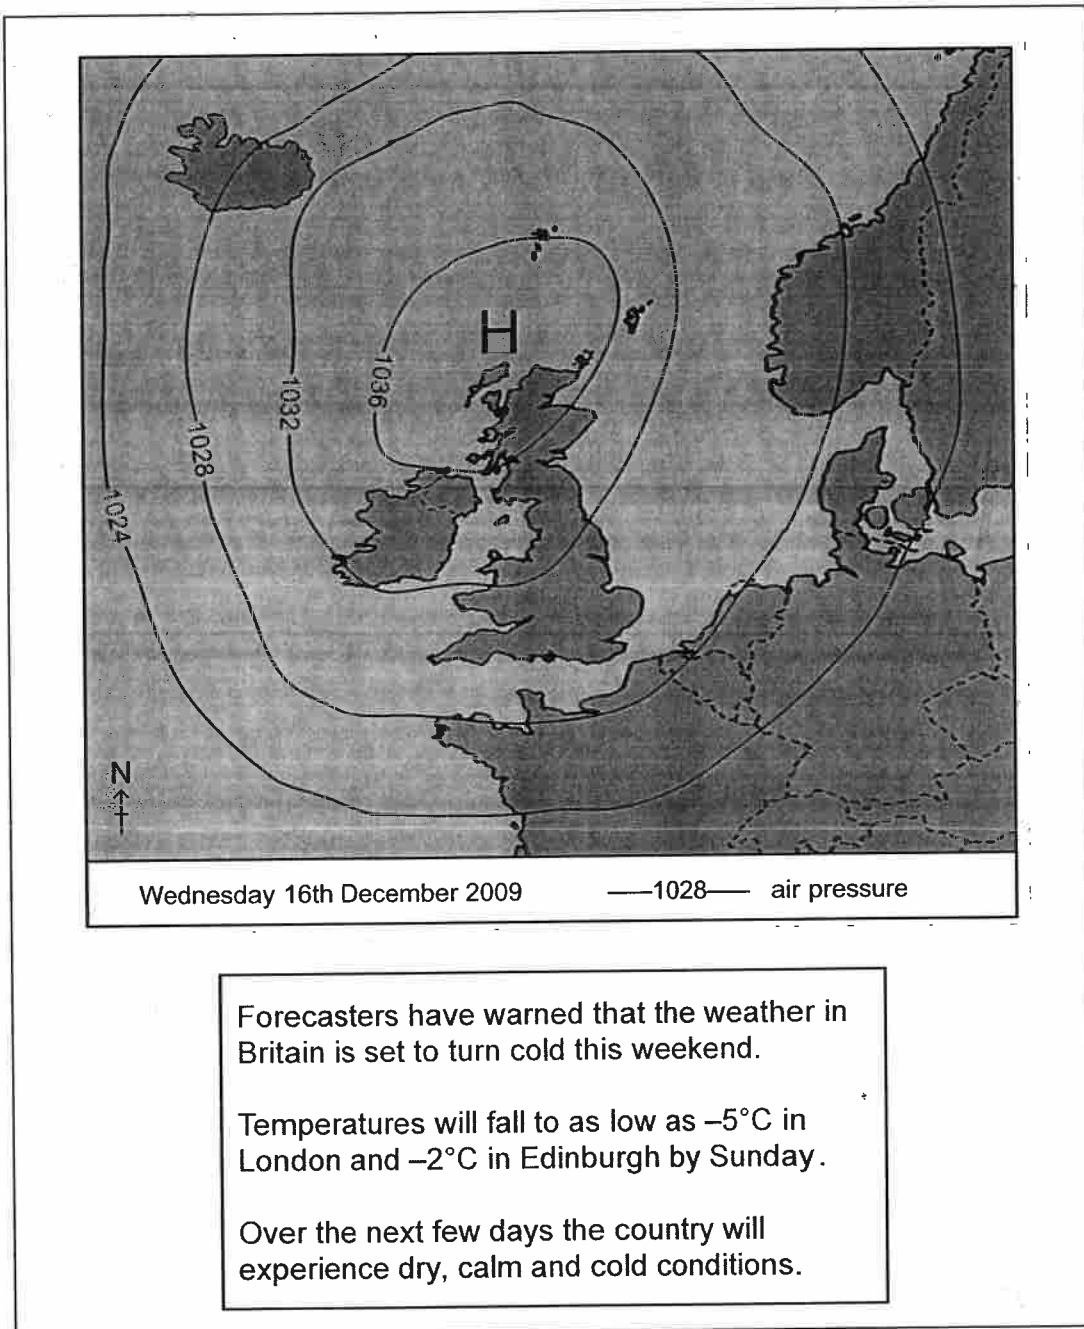 H
1036
1032
1028
1024
N
Wednesday 16th December 2009
1028 air pressure
Forecasters have warned that the weather in
Britain is set to turn cold this weekend.
Temperatures will fall to as low as –5°C in
London and –2°C in Edinburgh by Sunday.
Over the next few days the country will
experience dry, calm and cold conditions.